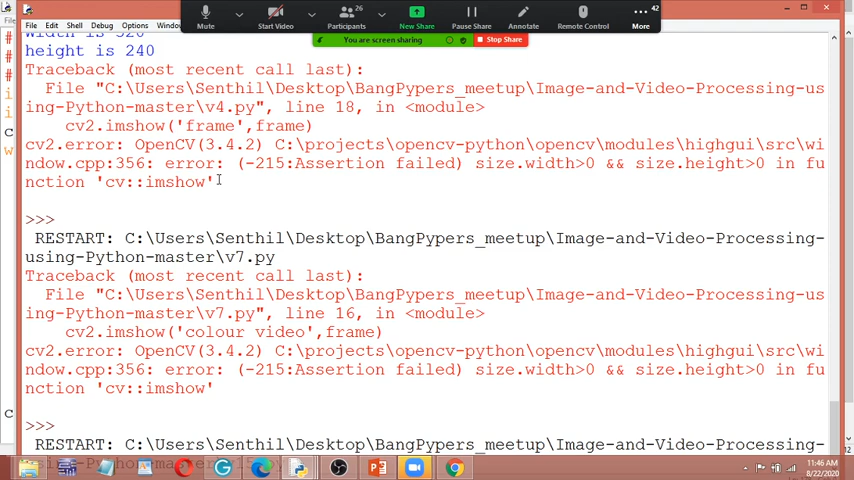 File Edit Shell Debug Options Window
Mute
Start Video
26
Participants
New Share
Pause Share
Annotate
Remote Control
42
More
You are screen sharing
Stop Share
width is 320
height is 240
Traceback (most recent call last):
File "C:\Users\Senthil\Desktop\BangPypers_meetup\Image-and-Video-Processing-us
ing-Python-master\v4.py", line 18, in <module>
cv2.imshow('frame',frame)
cv2.error: OpenCV(3.4.2) C:\projects\opencv-python\opencv\modules\highgui\src\wi
ndow.cpp:356: error: (-215:Assertion failed) size.width>0 && size.height>0 in fu
nction 'cv::imshow'
>>>
RESTART: C:\Users\Senthil\Desktop\BangPypers_meetup\Image-and-Video-Processing-
using-Python-master\v7.py
Traceback (most recent call last):
File "C:\Users\Senthil\Desktop\BangPypers_meetup\Image-and-Video-Processing-us
ing-Python-master\v7.py", line 16, in <module>
cv2.imshow('colour video',frame)
cv2.error: OpenCV(3.4.2) C:\projects\opencv-python\opencv\modules\highgui\src\wi
ndow.cpp:356: error: (-215:Assertion failed) size.width>0 && size.height>0 in fu
nction 'cv::imshow'
>>>
RESTART: C:\Users\Senthil\Desktop\BangPypers_meetup\Image-and-Video-Processing-
11:46 AM
8/22/2020